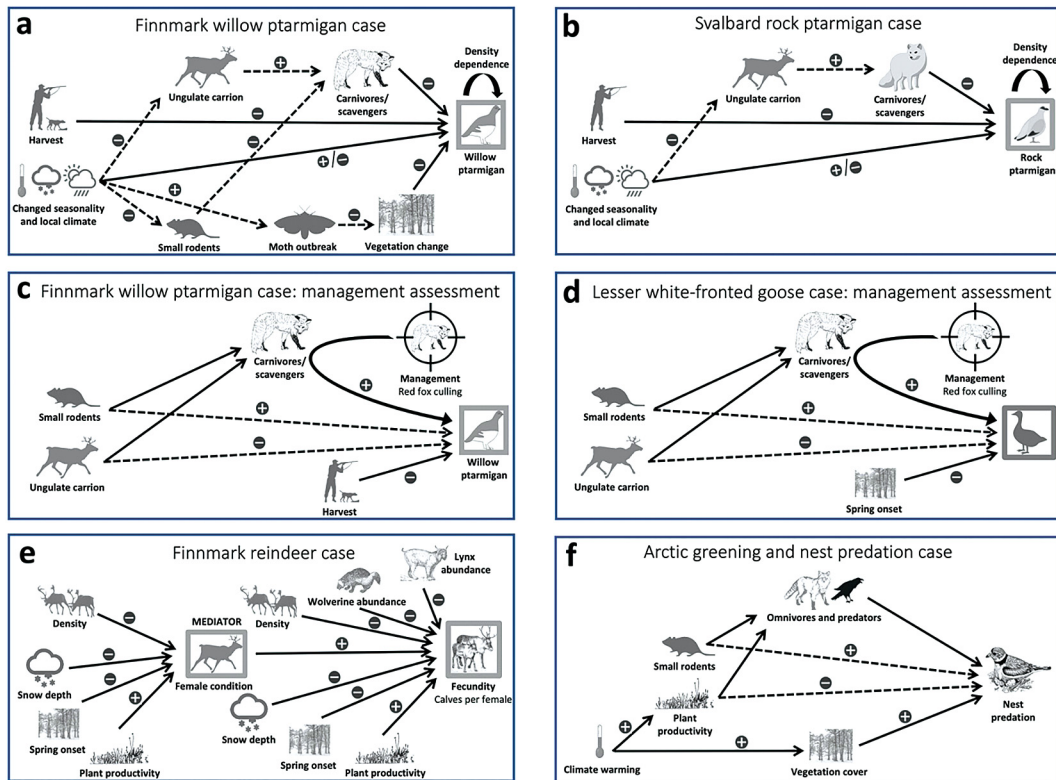 a
Finnmark willow ptarmigan case
Density
dependence
+
−
Ungulate carrion
Carnivores/
scavengers
−
−
−
Harvest
Willow
ptarmigan
+/−
−
+
Changed seasonality
and local climate
−
−
Small rodents
Moth outbreak
Vegetation change
b
Svalbard rock ptarmigan case
Density
dependence
+
−
Ungulate carrion
Carnivores/
scavengers
−
−
Harvest
Rock
ptarmigan
+/−
Changed seasonality
and local climate
c
Finnmark willow ptarmigan case: management assessment
Carnivores/
scavengers
Management
Red fox culling
+
Small rodents
+
−
Willow
ptarmigan
Ungulate carrion
−
Harvest
d
Lesser white-fronted goose case: management assessment
Carnivores/
scavengers
Management
Red fox culling
+
Small rodents
+
−
Ungulate carrion
−
Spring onset
e
Finnmark reindeer case
Lynx
abundance
Wolverine abundance
−
−
−
−
Density
Density
MEDIATOR
+
−
Female condition
Fecundity
Calves per female
Snow depth
−
−
−
+
+
Snow depth
Spring onset
Plant productivity
Spring onset
Plant productivity
f
Arctic greening and nest predation case
Omnivores and predators
Small rodents
+
−
Nest
predation
Plant
productivity
+
+
+
Climate warming
Vegetation cover